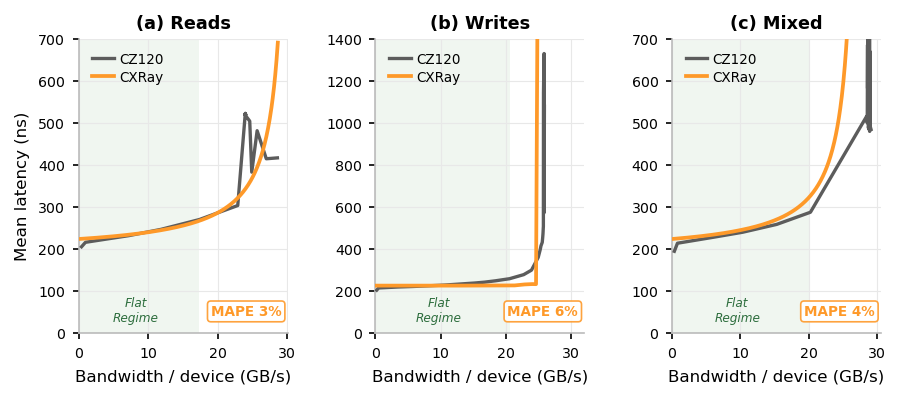 (a) Reads
(b) Writes
(c) Mixed
Mean latency (ns)
700
600
500
400
300
200
100
0
CZ120
CXRay
Flat
Regime
MAPE 3%
0
10
20
30
Bandwidth / device (GB/s)
1400
1200
1000
800
600
400
200
0
CZ120
CXRay
Flat
Regime
MAPE 6%
0
10
20
30
Bandwidth / device (GB/s)
700
600
500
400
300
200
100
0
CZ120
CXRay
Flat
Regime
MAPE 4%
0
10
20
30
Bandwidth / device (GB/s)